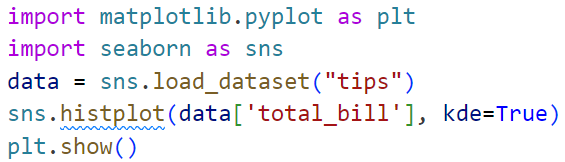 import matplotlib.pyplot as plt
import seaborn as sns
data = sns.load_dataset("tips")
sns.histplot(data['total_bill'], kde=True)
plt.show()